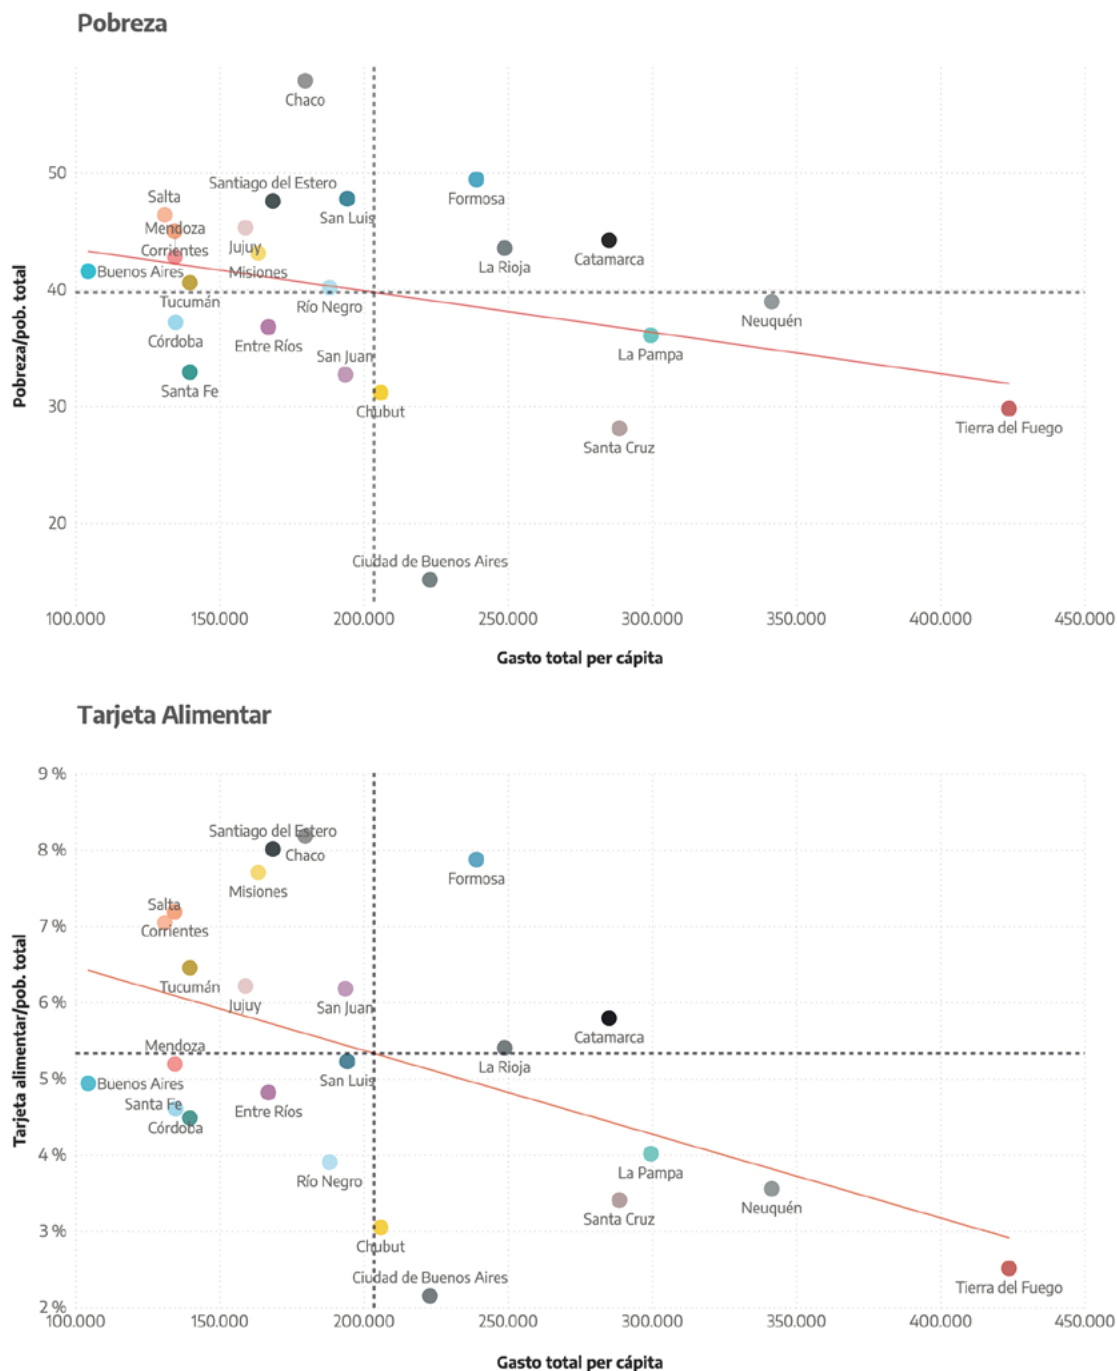 Pobreza
Chaco
50
Santiago del Estero
Salta
Formosa
San Luis
Mendoza
Jujuy
Corrientes
Catamarca
La Rioja
Buenos Aires
Misiones
40
Tucumán
Río Negro
Neuquén
Córdoba
Entre Ríos
San Juan
La Pampa
Santa Fe
Chubut
30
Tierra del Fuego
Santa Cruz
20
Ciudad de Buenos Aires
Pobreza/pob. total
100.000 150.000 200.000 250.000 300.000 350.000 400.000 450.000
Gasto total per cápita
Tarjeta Alimentar
9 %
Santiago del Estero
8 %
Chaco
Formosa
Misiones
Salta
7 %
Corrientes
Tucumán
Jujuy
San Juan
6 %
Catamarca
Mendoza
La Rioja
San Luis
5 %
Buenos Aires
Santa Fe
Entre Ríos
Córdoba
4 %
La Pampa
Río Negro
Neuquén
Santa Cruz
3 %
Chubut
Ciudad de Buenos Aires
Tierra del Fuego
2 %
Tarjeta alimentar/pob. total
100.000 150.000 200.000 250.000 300.000 350.000 400.000 450.000
Gasto total per cápita